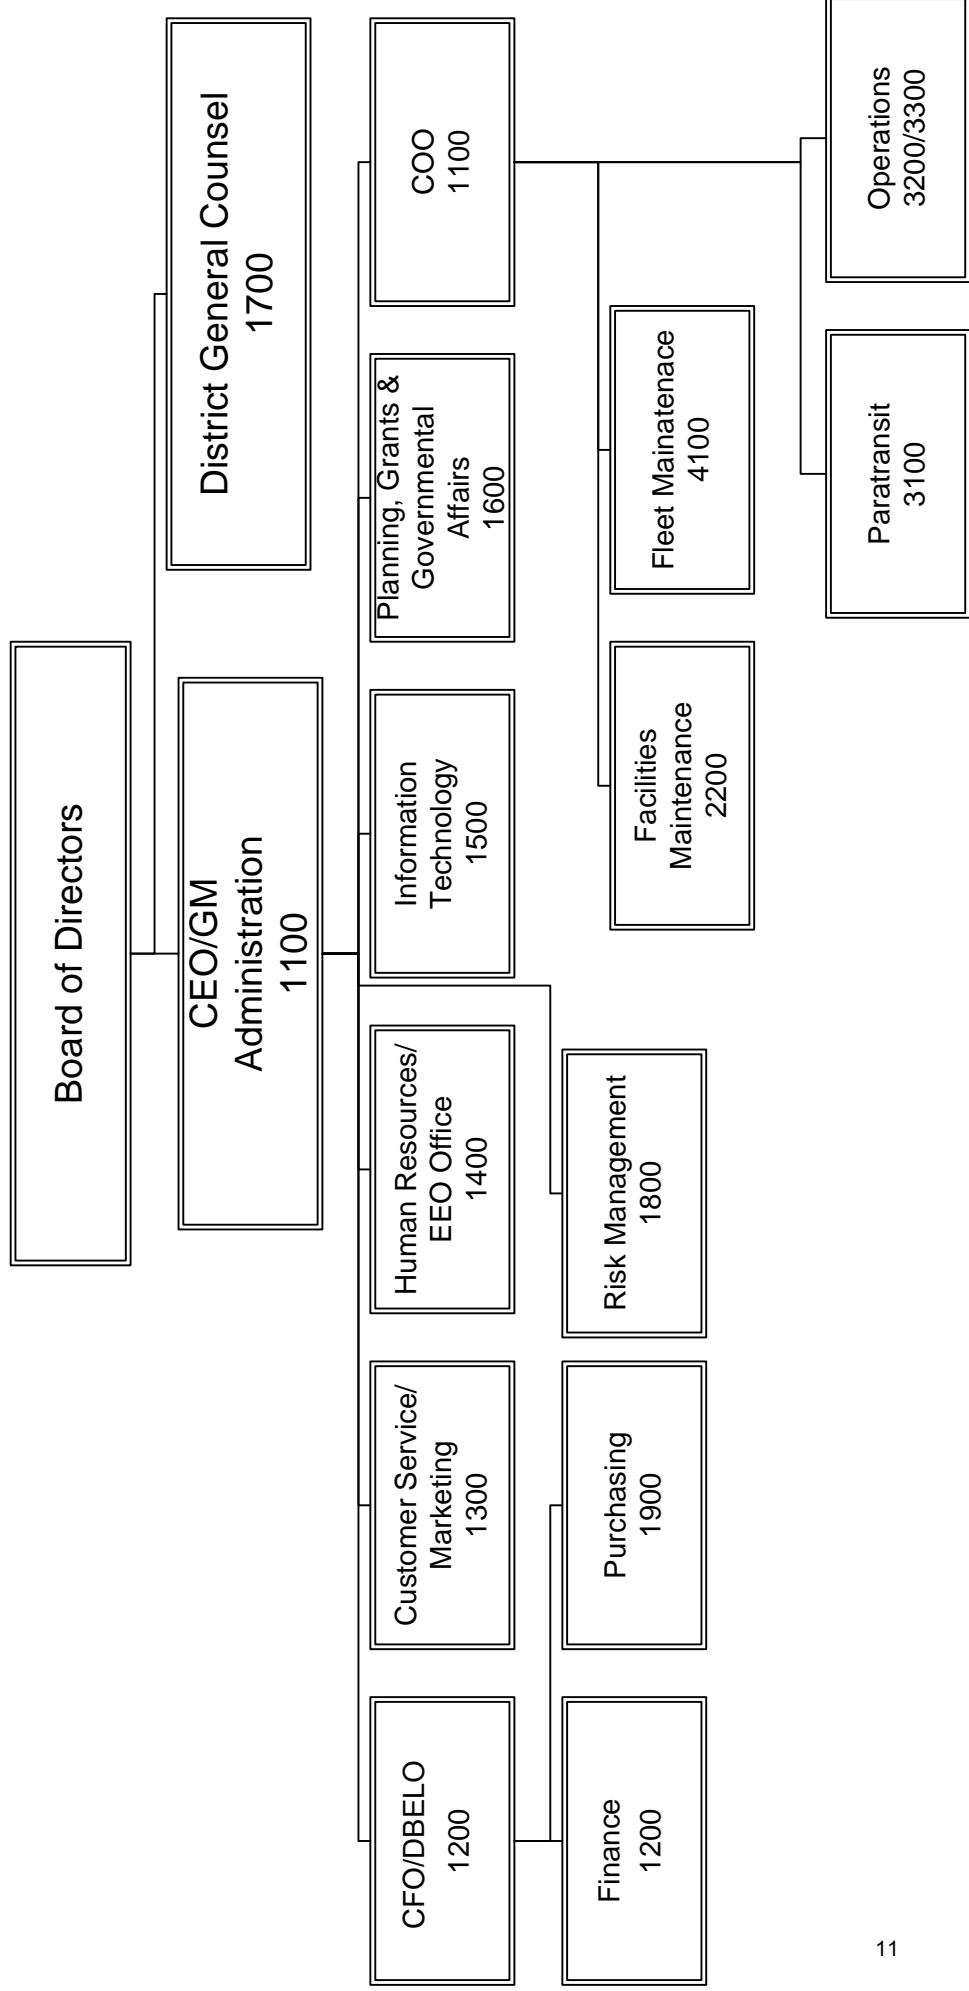 Board of Directors
District General Counsel
1700
CEO/GM
Administration
1100
CFO/DBELO
1200
Customer Service/
Marketing
1300
Human Resources/
EEO Office
1400
Information
Technology
1500
Planning, Grants &
Governmental
Affairs
1600
COO
1100
Finance
1200
Purchasing
1900
Risk Management
1800
Facilities
Maintenance
2200
Fleet Mainatenace
4100
Paratransit
3100
Operations
3200/3300
11